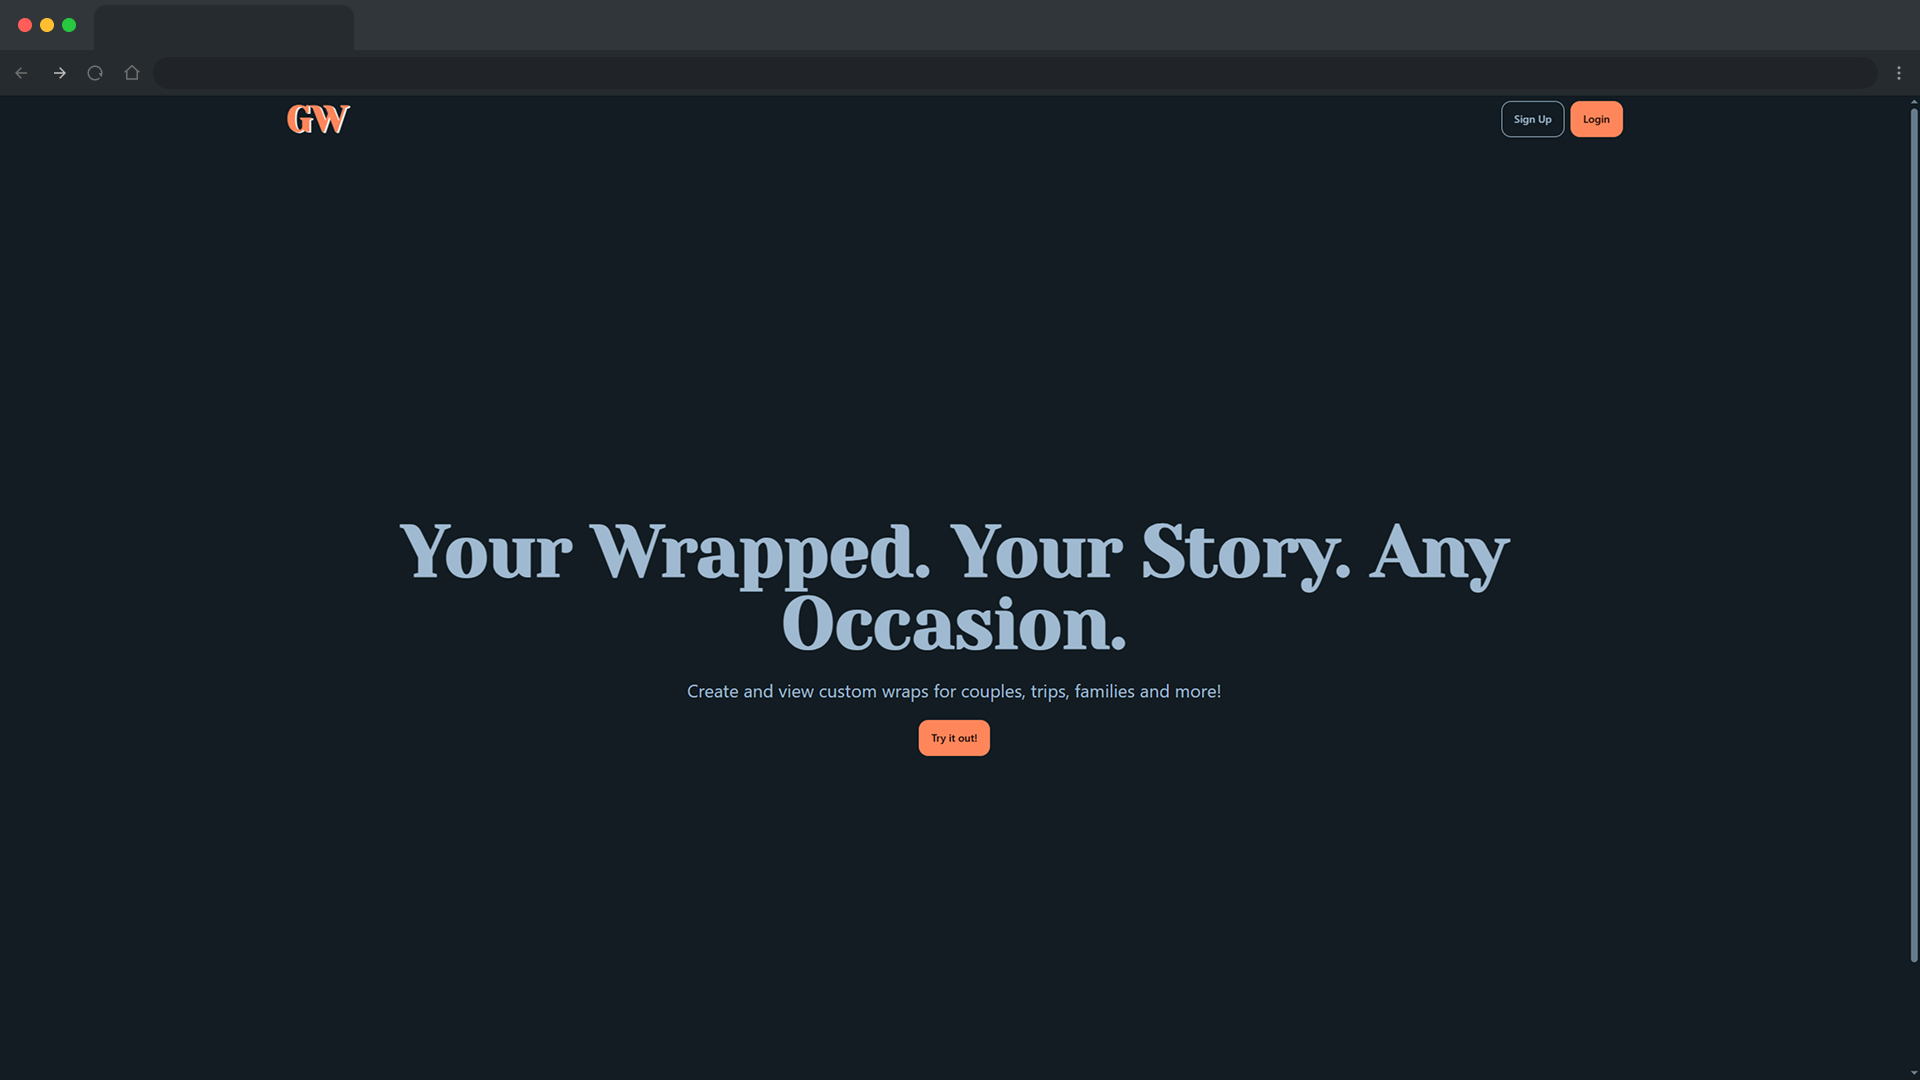 GW
Sign Up
Login
Your Wrapped. Your Story. Any
Occasion.
Create and view custom wraps for couples, trips, families and more!
Try it out!